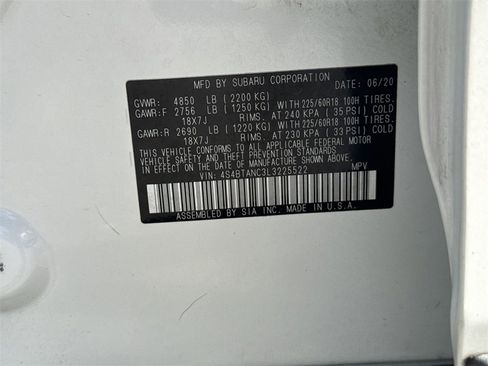 MFD BY SUBARU CORPORATION DATE: 06/20
GVWR: 4850 LB (2200 KG)
GAWR:F 2756 LB (1250 KG) WITH 225/60R18 100H TIRES.
18X7J RIMS. AT 240 KPA (35 PSI) COLD
GAWR:R 2690 LB (1220 KG) WITH 225/60R18 100H TIRES.
18X7J RIMS. AT 230 KPA (33 PSI) COLD
THIS VEHICLE CONFORMS TO ALL APPLICABLE FEDERAL MOTOR
VEHICLE SAFETY AND THEFT PREVENTION STANDARDS IN
EFFECT ON THE DATE OF MANUFACTURE SHOWN ABOVE.
VIN: 4S4BTANC3L3225522 MPV
ASSEMBLED BY SIA INC. MADE IN U.S.A.